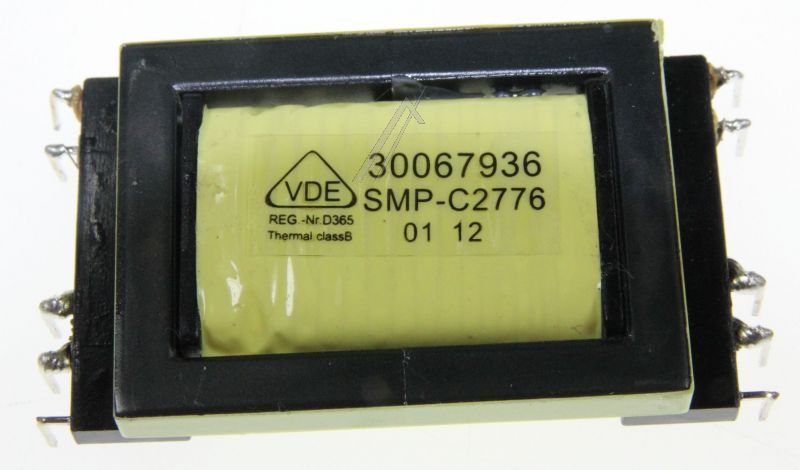 VDE
REG.-Nr.D365
Thermal classB
30067936
SMP-C2776
01 12